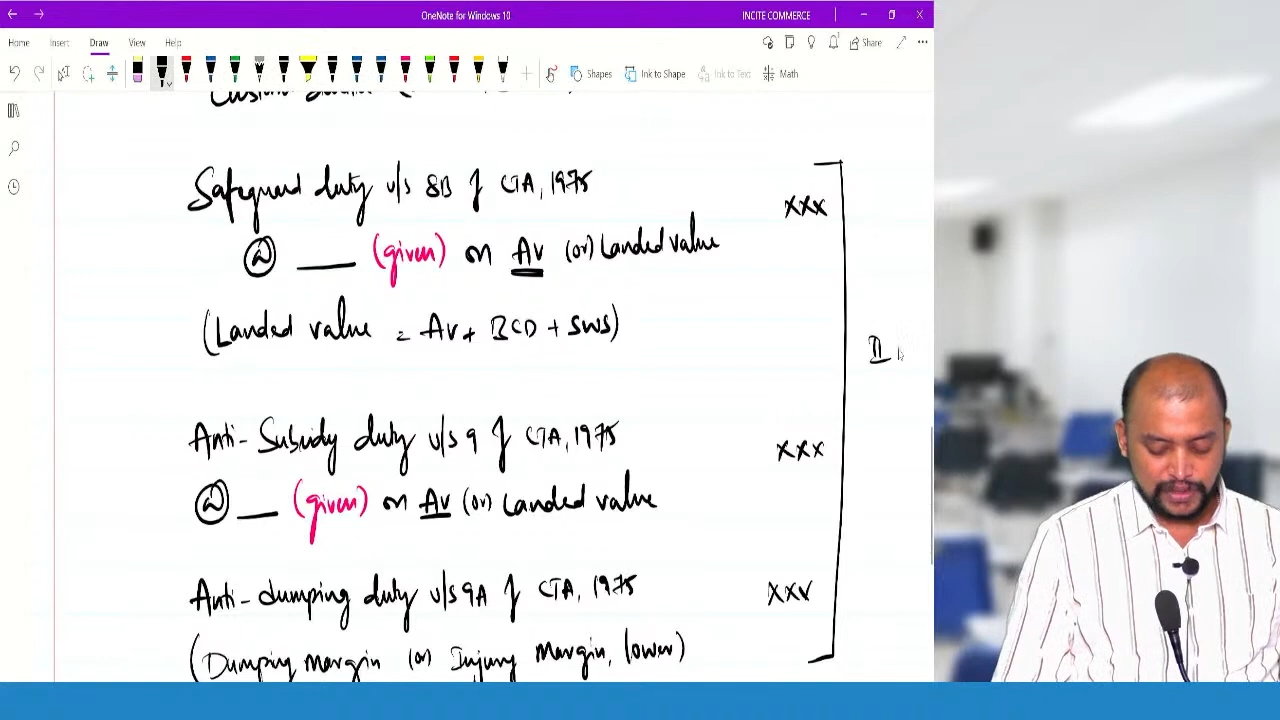 OneNote for Windows 10
INCITE COMMERCE
Home Insert Draw View Help
Share
Shapes Ink to Shape Ink to Text Math
Safeguard duty u/s 8B of CTA, 1975
xxx
@ ___ (given) on AV (or) Landed value
(Landed value = AV + BCD + SWS)
II
Anti-Subsidy duty u/s 9 of CTA, 1975
xxx
@ ___ (given) on AV (or) Landed value
Anti-dumping duty u/s 9A of CTA, 1975
xxx
(Dumping margin (or) Injury Margin, lower)